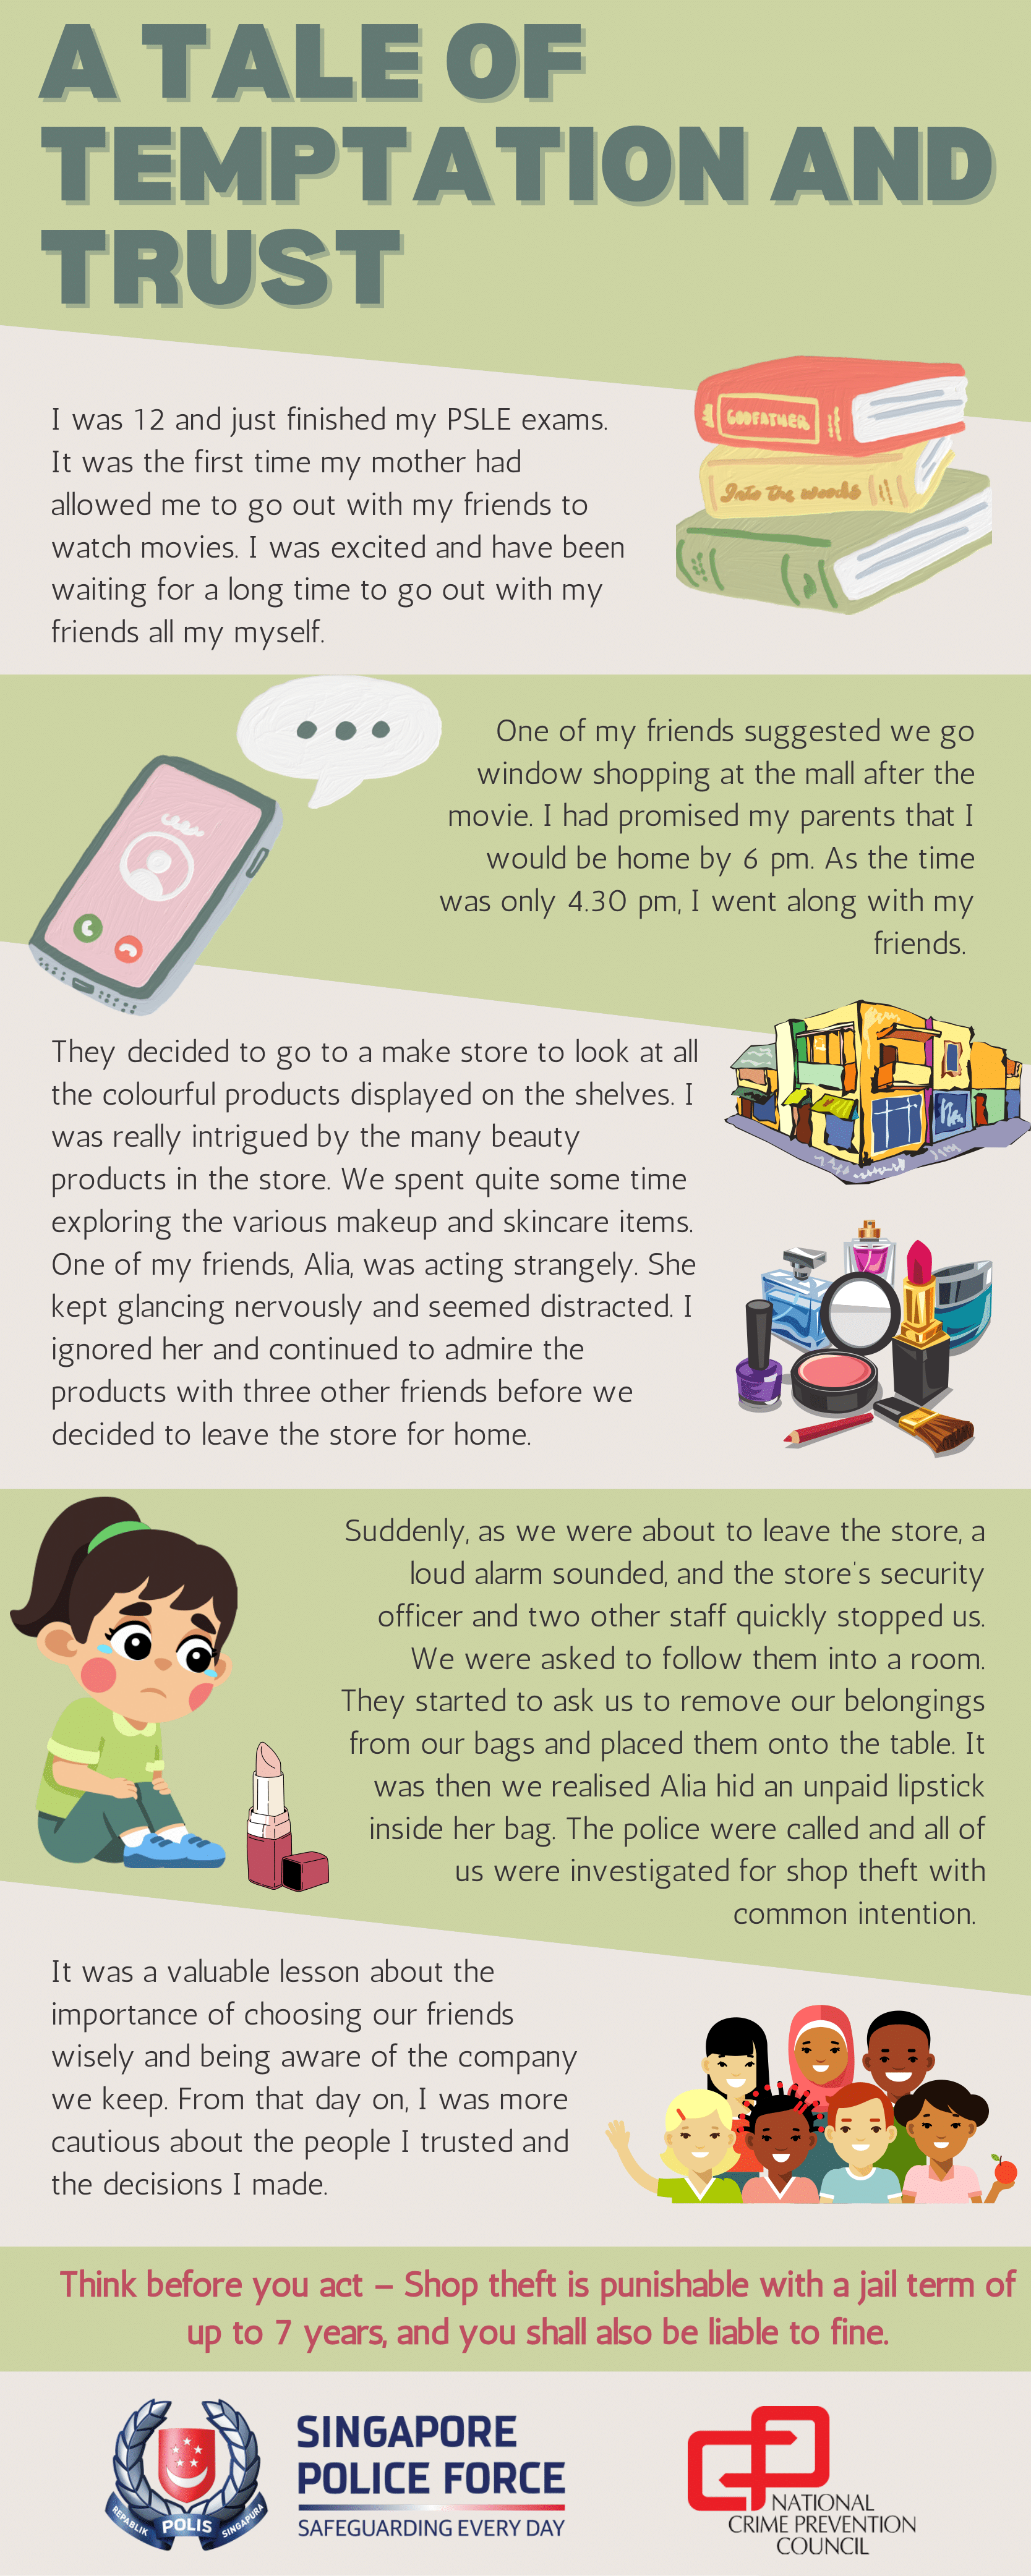 A TALE OF
TEMPTATION AND
TRUST
I was 12 and just finished my PSLE exams.
It was the first time my mother had
allowed me to go out with my friends to
watch movies. I was excited and have been
waiting for a long time to go out with my
friends all my myself.
GODFATHER
Into the woods
One of my friends suggested we go
window shopping at the mall after the
movie. I had promised my parents that I
would be home by 6 pm. As the time
was only 4.30 pm, I went along with my
friends.
They decided to go to a make store to look at all
the colourful products displayed on the shelves. I
was really intrigued by the many beauty
products in the store. We spent quite some time
exploring the various makeup and skincare items.
One of my friends, Alia, was acting strangely. She
kept glancing nervously and seemed distracted. I
ignored her and continued to admire the
products with three other friends before we
decided to leave the store for home.
Suddenly, as we were about to leave the store, a
loud alarm sounded, and the store's security
officer and two other staff quickly stopped us.
We were asked to follow them into a room.
They started to ask us to remove our belongings
from our bags and placed them onto the table. It
was then we realised Alia hid an unpaid lipstick
inside her bag. The police were called and all of
us were investigated for shop theft with
common intention.
It was a valuable lesson about the
importance of choosing our friends
wisely and being aware of the company
we keep. From that day on, I was more
cautious about the people I trusted and
the decisions I made.
Think before you act – Shop theft is punishable with a jail term of
up to 7 years, and you shall also be liable to fine.
REPABLIK POLIS SINGAPURA
SINGAPORE
POLICE FORCE
SAFEGUARDING EVERY DAY
NATIONAL
CRIME PREVENTION
COUNCIL